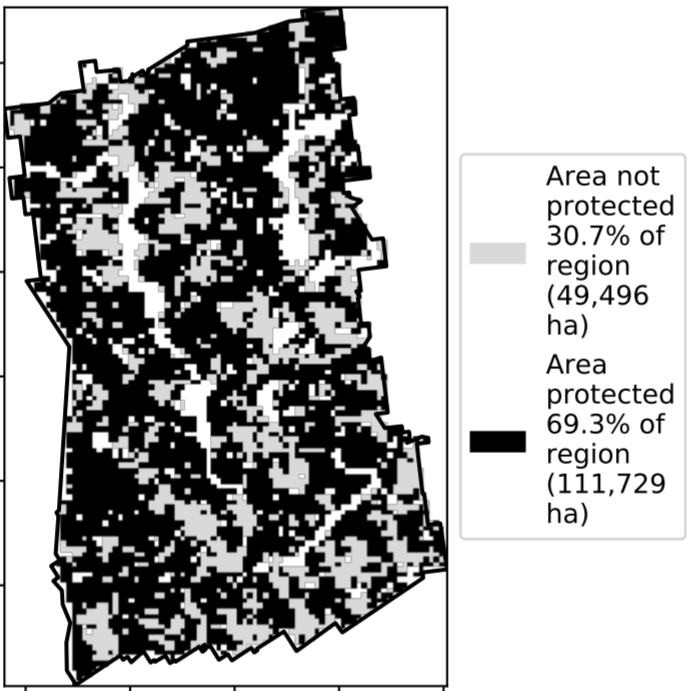 Area not
protected
30.7% of
region
(49,496
ha)
Area
protected
69.3% of
region
(111,729
ha)